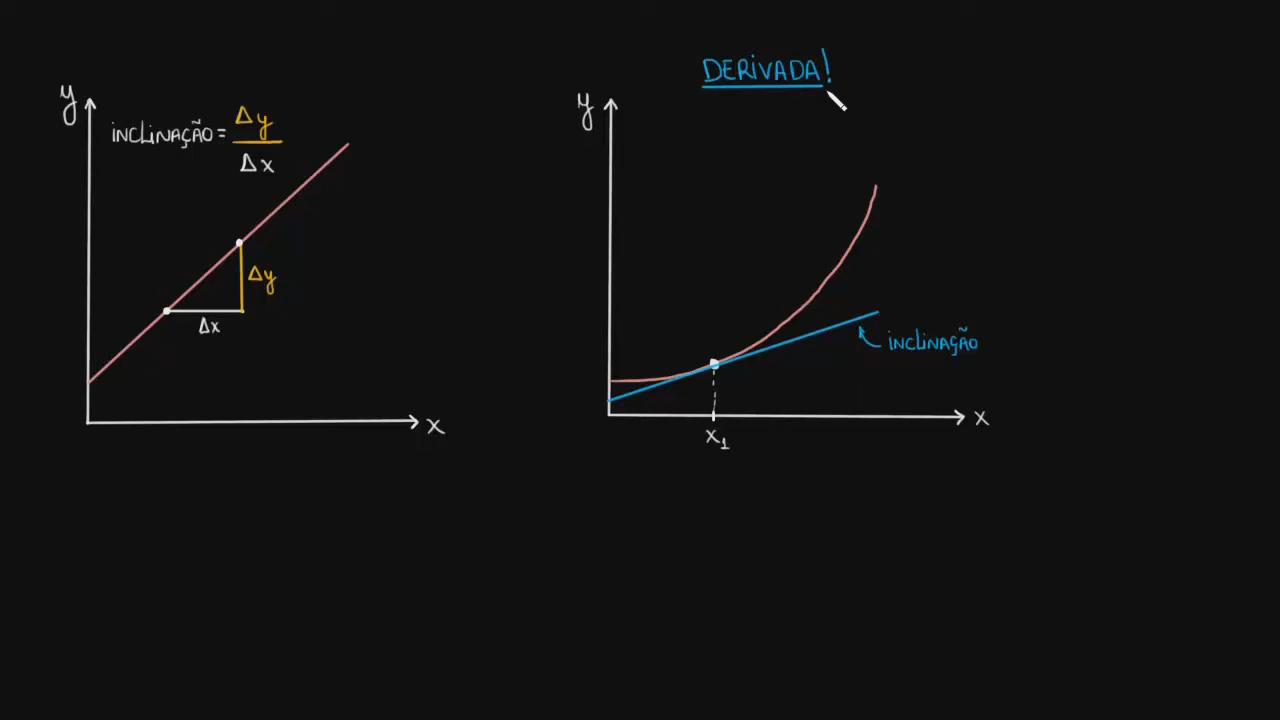 y
inclinação = Δy
Δx
Δy
Δx
x
DERIVADA!
y
inclinação
x
x₁